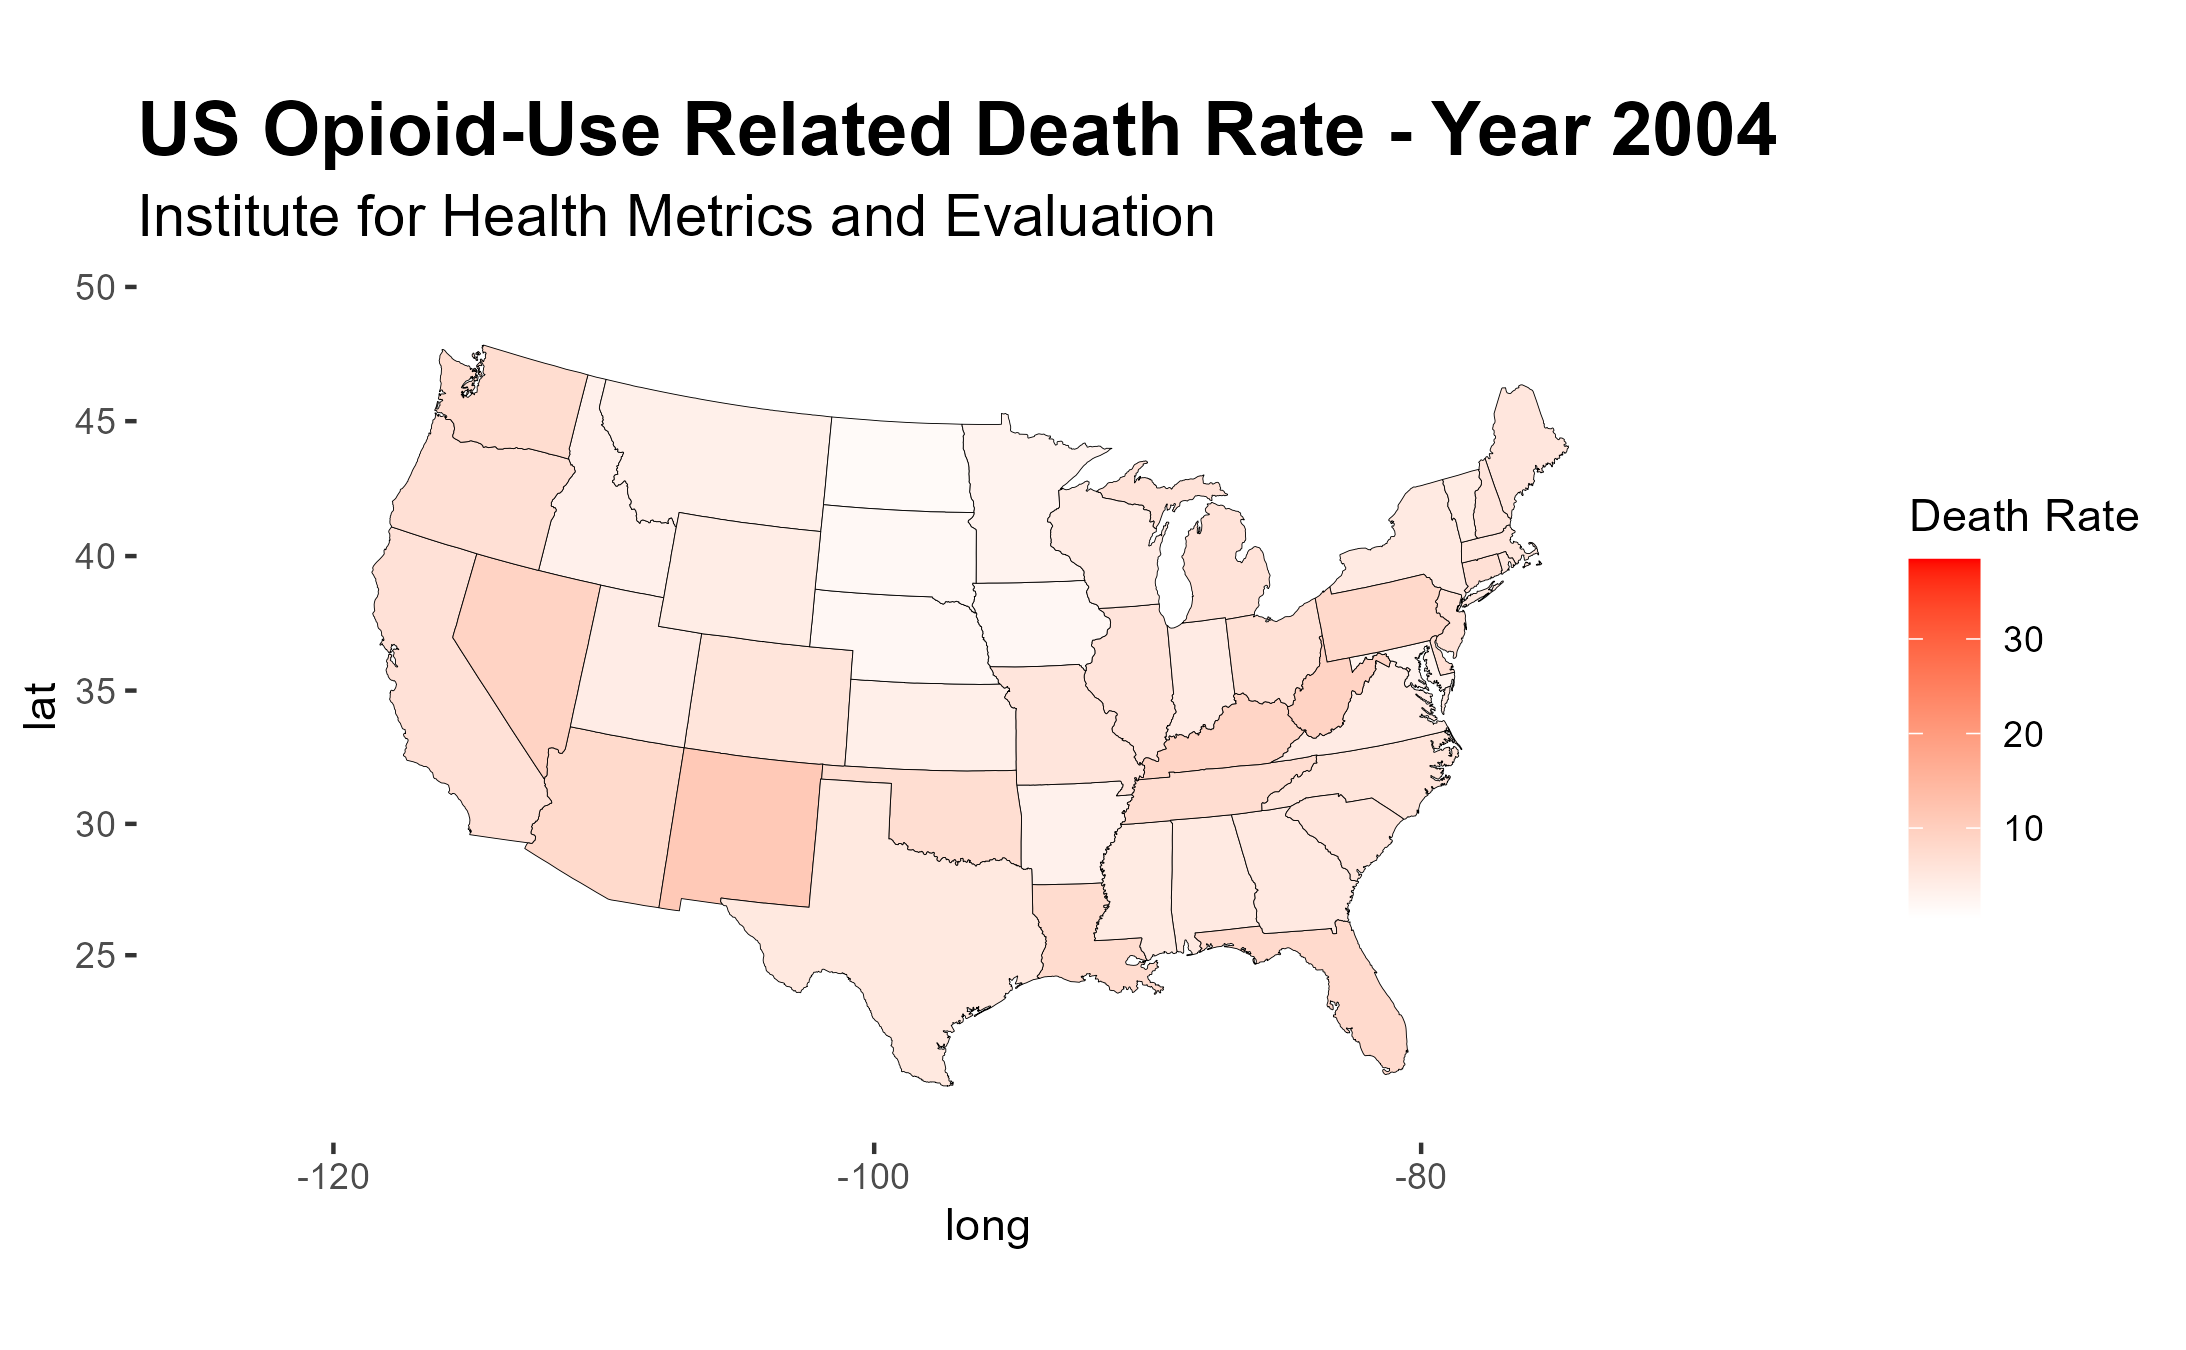 US Opioid-Use Related Death Rate - Year 2004
Institute for Health Metrics and Evaluation
50
45
40
35
30
25
lat
-120
-100
-80
long
Death Rate
30
20
10